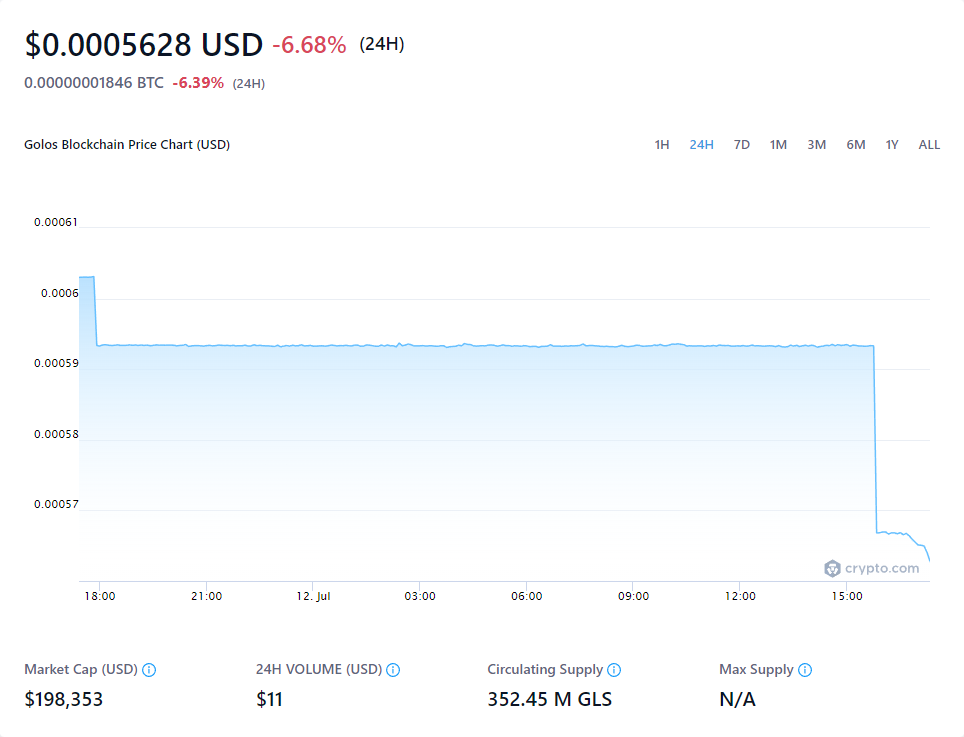 $0.0005628 USD -6.68% (24H)
0.00000001846 BTC -6.39% (24H)
Golos Blockchain Price Chart (USD) 1H 24H 7D 1M 3M 6M 1Y ALL
0.00061
0.0006
0.00059
0.00058
0.00057
crypto.com
18:00 21:00 12. Jul 03:00 06:00 09:00 12:00 15:00
Market Cap (USD) 24H VOLUME (USD) Circulating Supply Max Supply
$198,353 $11 352.45 M GLS N/A